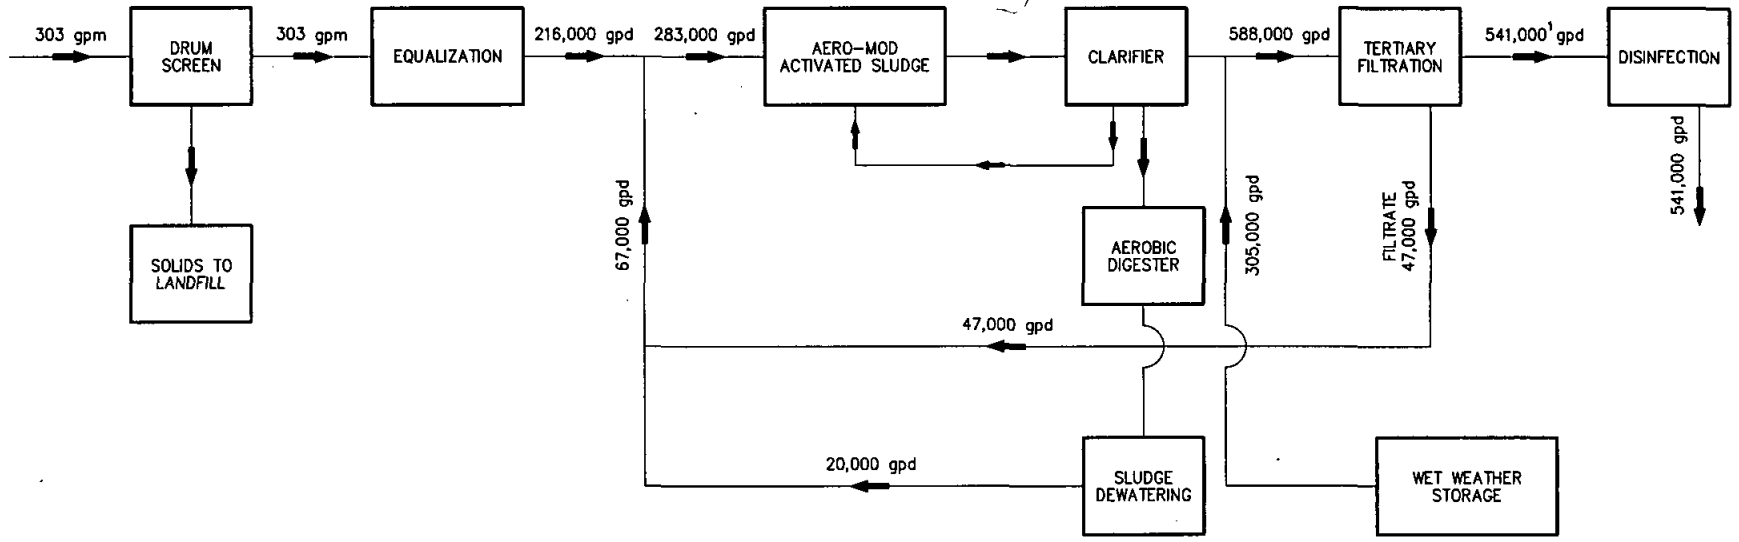 303 gpm
DRUM
SCREEN
303 gpm
EQUALIZATION
216,000 gpd
283,000 gpd
AERO-MOD
ACTIVATED SLUDGE
CLARIFIER
588,000 gpd
TERTIARY
FILTRATION
541,000¹ gpd
DISINFECTION
541,000 gpd
SOLIDS TO
LANDFILL
67,000 gpd
AEROBIC
DIGESTER
305,000 gpd
FILTRATE
47,000 gpd
47,000 gpd
20,000 gpd
SLUDGE
DEWATERING
WET WEATHER
STORAGE